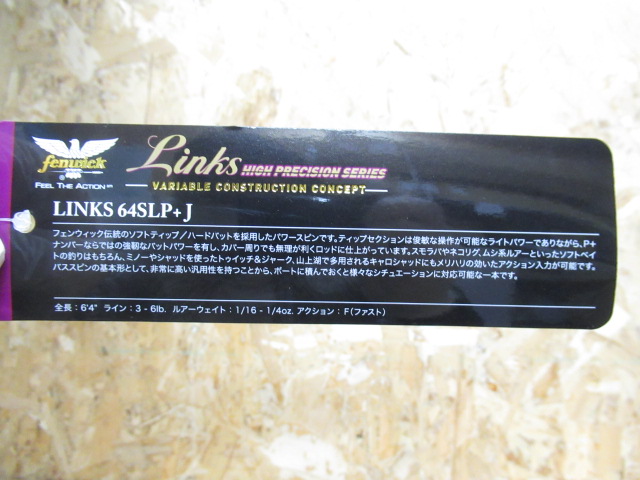 fenwick
®
FEEL THE ACTION
Links HIGH PRECISION SERIES
VARIABLE CONSTRUCTION CONCEPT
LINKS 64SLP+J
フェンウィック伝統のソフトティップ/ハードバットを採用したパワースピンです。ティップセクションは俊敏な操作が可能なライトパワーでありながら、P+
ナンバーならではの強靭なバットパワーを有し、カバー周りでも無理が利くロッドに仕上がっています。スモラバやネコリグ、ムシ系ルアーといったソフトベイ
トの釣りはもちろん、ミノーやシャッドを使ったトゥイッチ&ジャーク、山上湖で多用されるキャロシャッドにもメリハリの効いたアクション入力が可能です。
バススピンの基本形として、非常に高い汎用性を持つことから、ボートに積んでおくと様々なシチュエーションに対応可能な一本です。
全長：6'4" ライン：3 - 6lb. ルアーウェイト：1/16 - 1/4oz. アクション：F(ファスト)